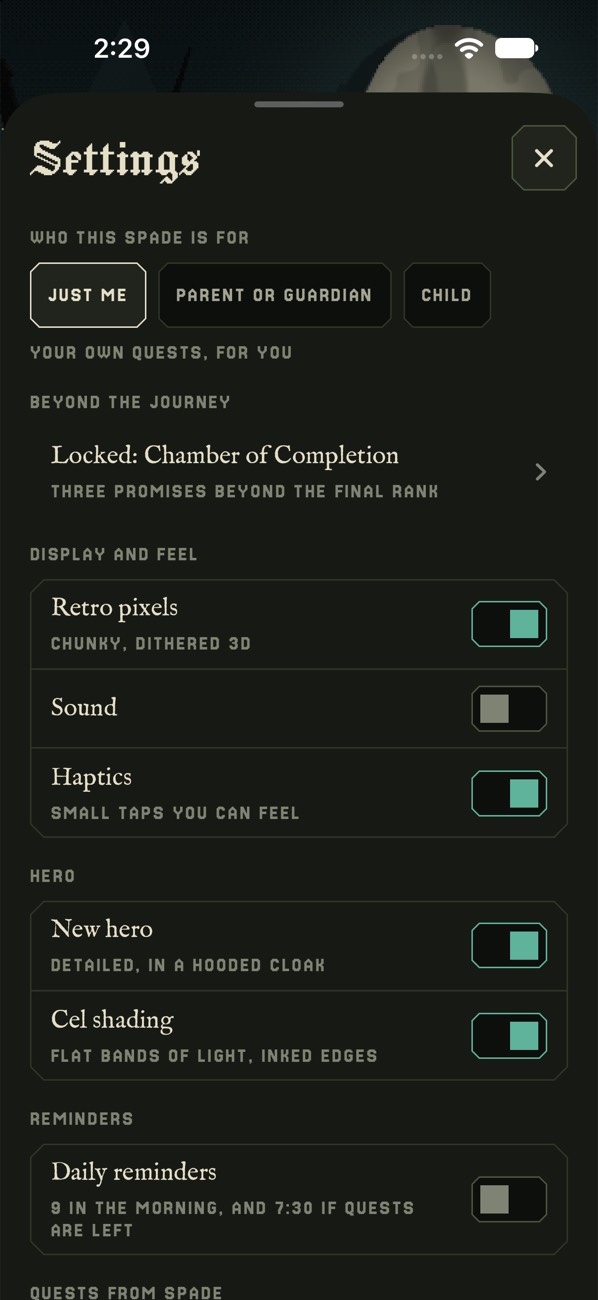 2:29
Settings
WHO THIS SPADE IS FOR
JUST ME
PARENT OR GUARDIAN
CHILD
YOUR OWN QUESTS, FOR YOU
BEYOND THE JOURNEY
Locked: Chamber of Completion
THREE PROMISES BEYOND THE FINAL RANK
DISPLAY AND FEEL
Retro pixels
CHUNKY, DITHERED 3D
Sound
Haptics
SMALL TAPS YOU CAN FEEL
HERO
New hero
DETAILED, IN A HOODED CLOAK
Cel shading
FLAT BANDS OF LIGHT, INKED EDGES
REMINDERS
Daily reminders
9 IN THE MORNING, AND 7:30 IF QUESTS
ARE LEFT
QUESTS FROM SPADE